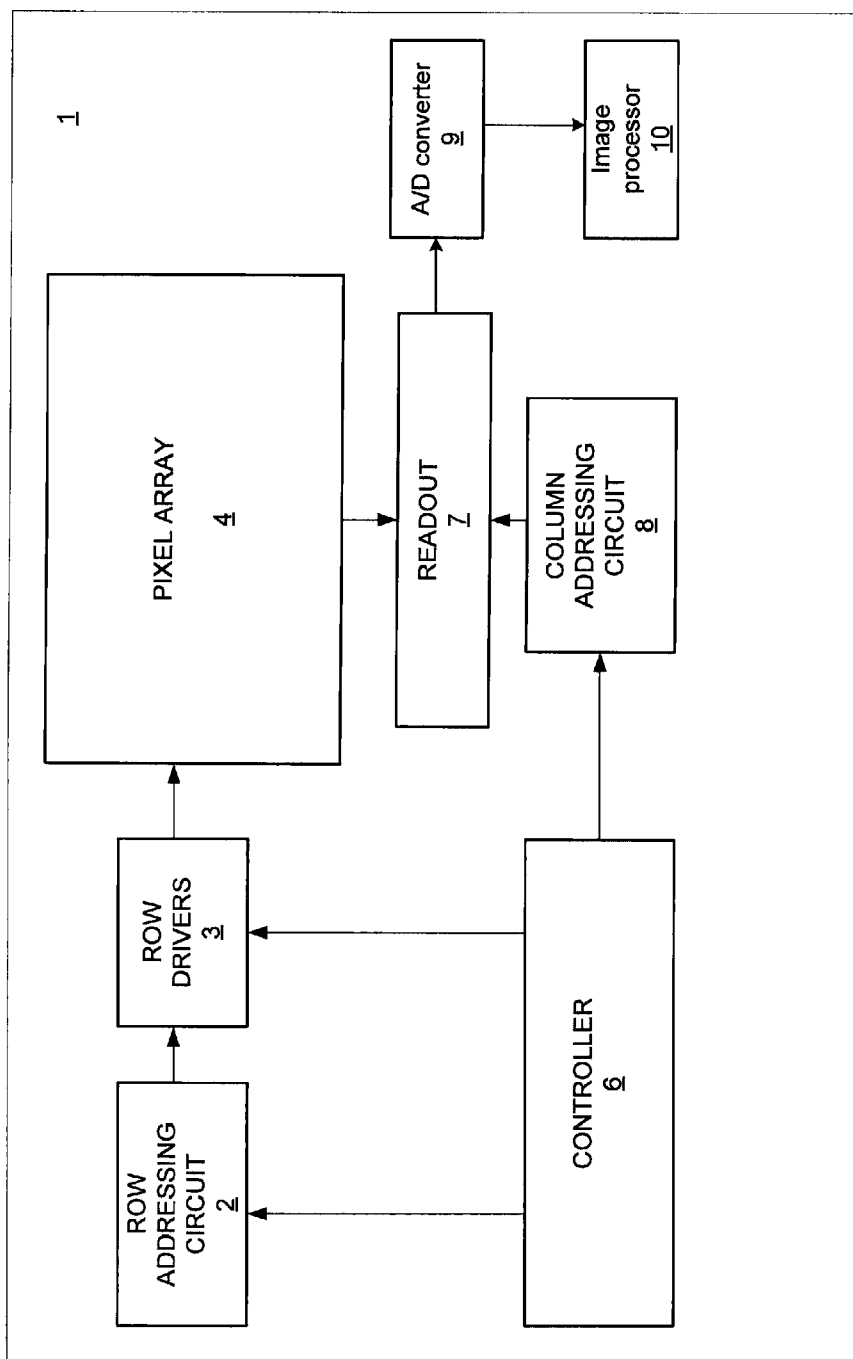 1
ROW
ADDRESSING
CIRCUIT
2
ROW
DRIVERS
3
PIXEL ARRAY
4
READOUT
7
A/D converter
9
Image
processor
10
CONTROLLER
6
COLUMN
ADDRESSING
CIRCUIT
8